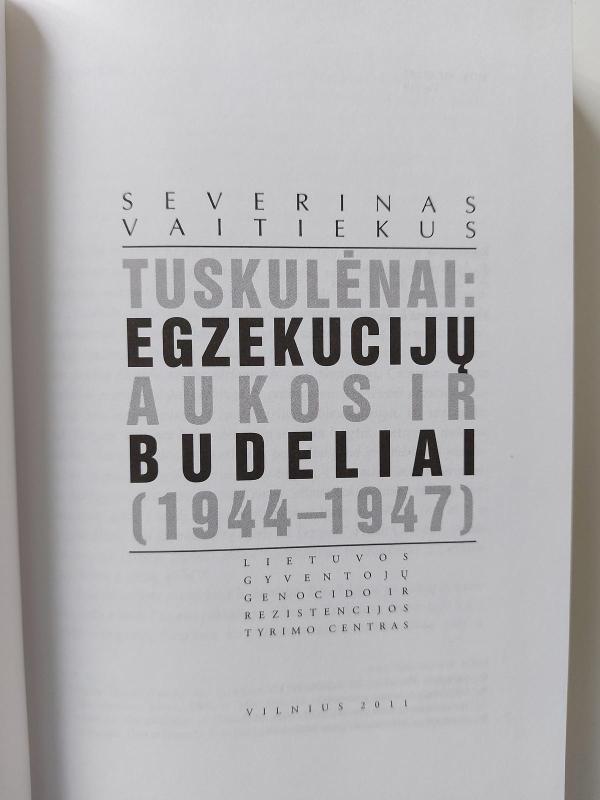 SEVERINAS
VAITIEKUS
TUSKULĖNAI:
EGZEKUCIJŲ
AUKOS IR
BUDELIAI
(1944–1947)
LIETUVOS
GYVENTOJŲ
GENOCIDO IR
REZISTENCIJOS
TYRIMO CENTRAS
VILNIUS 2011